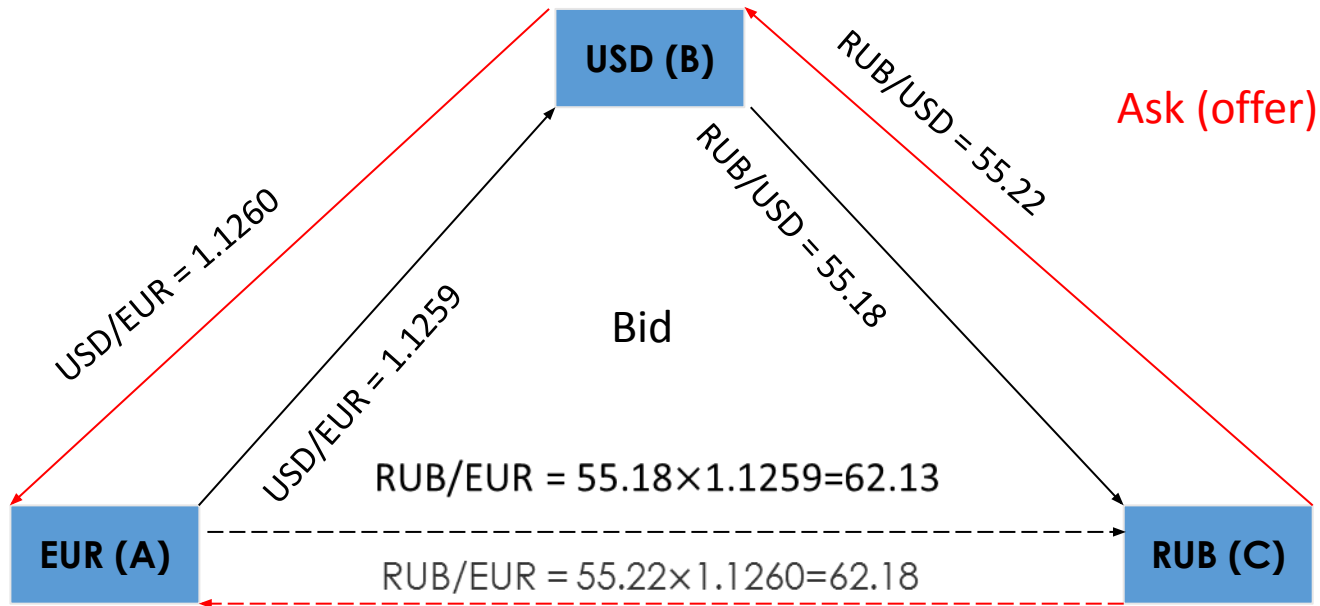 USD (B)
RUB/USD = 55.22
Ask (offer)
USD/EUR = 1.1260
USD/EUR = 1.1259
RUB/USD = 55.18
Bid
RUB/EUR = 55.18×1.1259=62.13
EUR (A)
RUB (C)
RUB/EUR = 55.22×1.1260=62.18